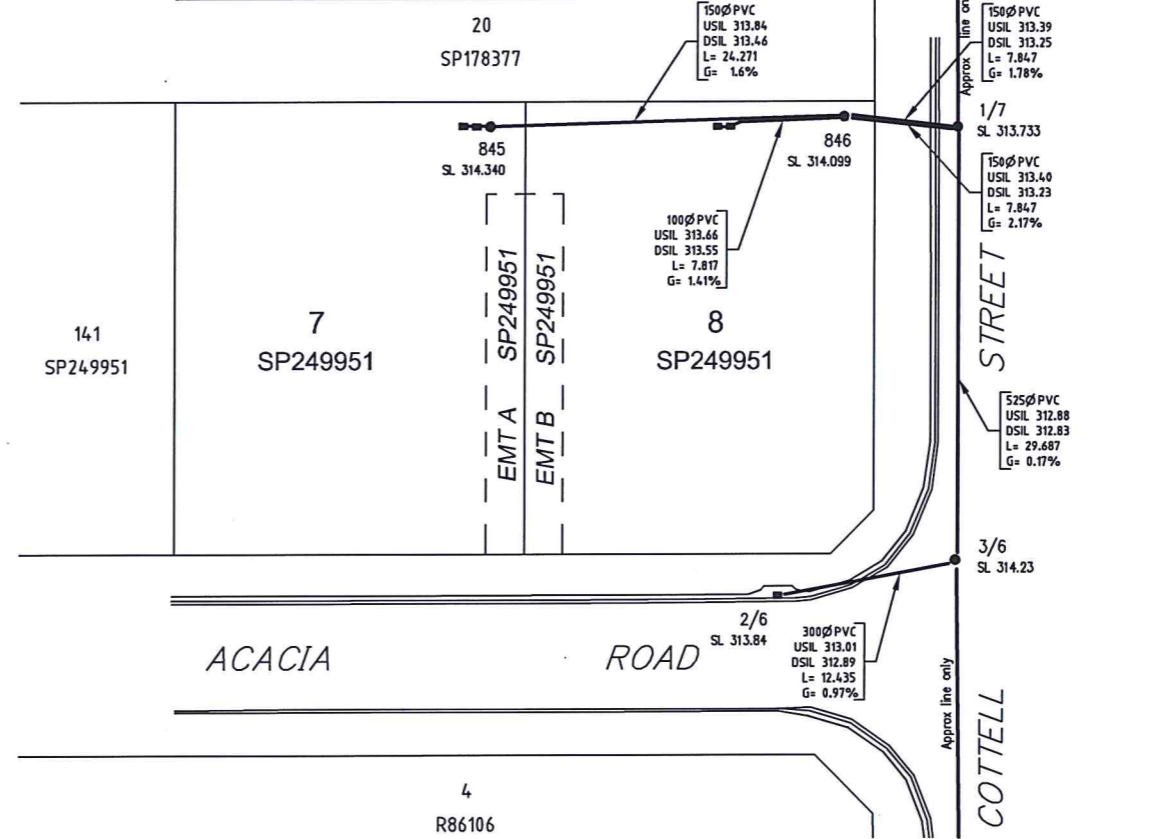 20
SP178377
150Ø PVC
USIL 313.84
DSIL 313.46
L= 24.271
G= 1.6%
Approx line only
150Ø PVC
USIL 313.39
DSIL 313.25
L= 7.847
G= 1.78%
1/7
SL 313.733
845
SL 314.340
846
SL 314.099
150Ø PVC
USIL 313.40
DSIL 313.23
L= 7.847
G= 2.17%
100Ø PVC
USIL 313.66
DSIL 313.55
L= 7.817
G= 1.41%
141
SP249951
7
SP249951
EMT A SP249951
EMT B SP249951
8
SP249951
STREET
525Ø PVC
USIL 312.88
DSIL 312.83
L= 29.687
G= 0.17%
3/6
SL 314.23
2/6
SL 313.84
300Ø PVC
USIL 313.01
DSIL 312.89
L= 12.435
G= 0.97%
ACACIA ROAD
Approx line only
COTTELL
4
R86106